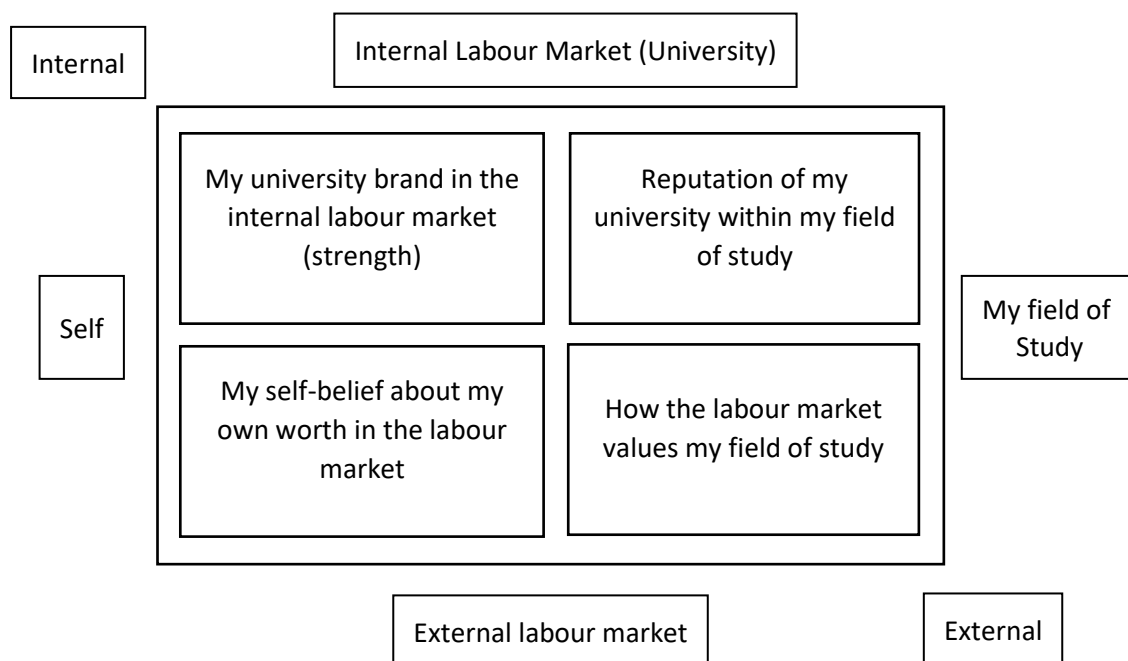 Internal
Internal Labour Market (University)
My university brand in the
internal labour market
(strength)
Reputation of my
university within my field
of study
Self
My field of
Study
My self-belief about my
own worth in the labour
market
How the labour market
values my field of study
External labour market
External